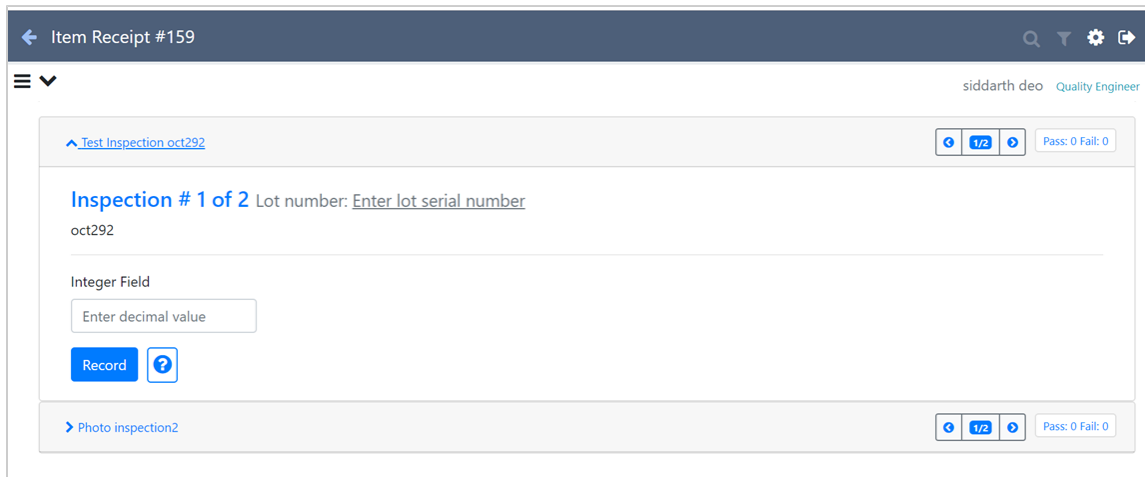 Item Receipt #159
siddarth deo Quality Engineer
Test Inspection oct292 1/2 Pass: 0 Fail: 0
Inspection # 1 of 2 Lot number: Enter lot serial number
oct292
Integer Field
Enter decimal value
Record ?
Photo inspection2 1/2 Pass: 0 Fail: 0